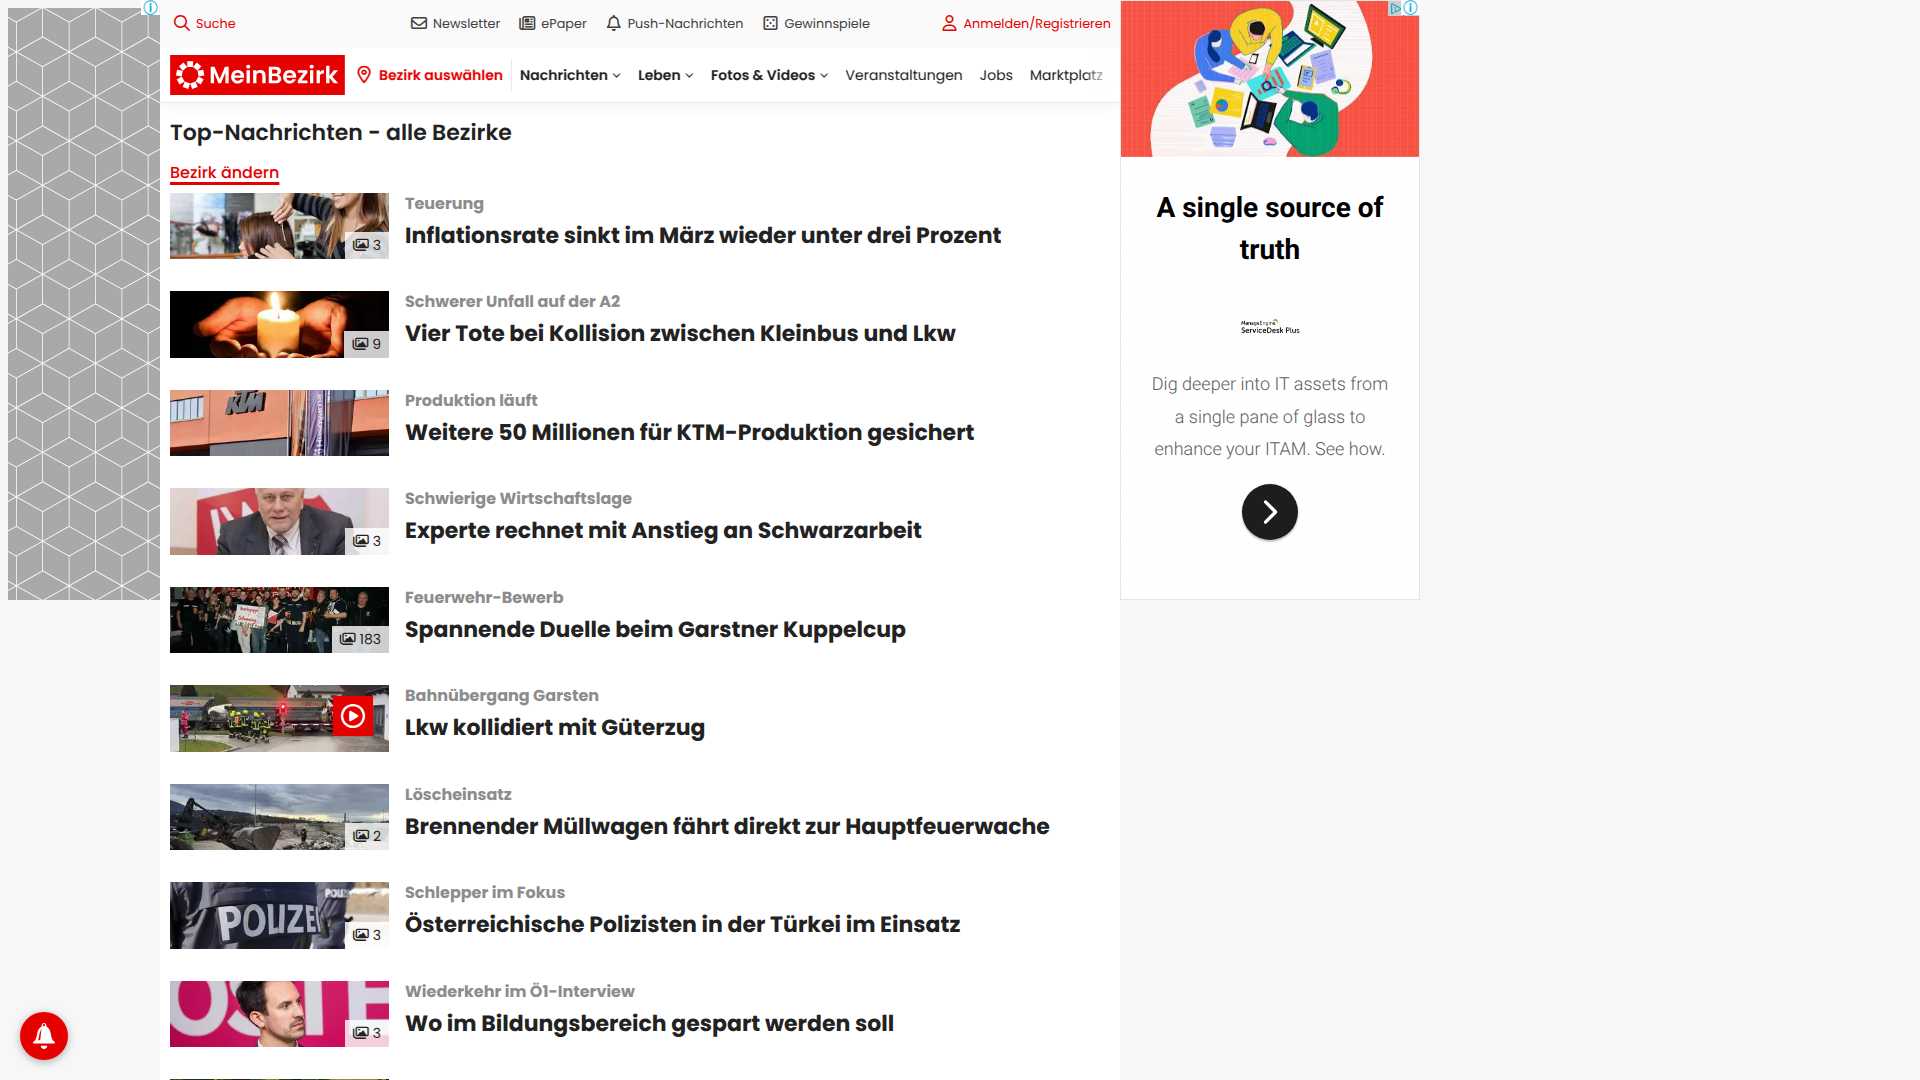 Suche
Newsletter
ePaper
Push-Nachrichten
Gewinnspiele
Anmelden/Registrieren
MeinBezirk
Bezirk auswählen
Nachrichten
Leben
Fotos & Videos
Veranstaltungen
Jobs
Marktplatz
Top-Nachrichten - alle Bezirke
Bezirk ändern
3
Teuerung
Inflationsrate sinkt im März wieder unter drei Prozent
9
Schwerer Unfall auf der A2
Vier Tote bei Kollision zwischen Kleinbus und Lkw
KTM
Produktion läuft
Weitere 50 Millionen für KTM-Produktion gesichert
3
Schwierige Wirtschaftslage
Experte rechnet mit Anstieg an Schwarzarbeit
183
Feuerwehr-Bewerb
Spannende Duelle beim Garstner Kuppelcup
Bahnübergang Garsten
Lkw kollidiert mit Güterzug
2
Löscheinsatz
Brennender Müllwagen fährt direkt zur Hauptfeuerwache
POLIZEI
3
Schlepper im Fokus
Österreichische Polizisten in der Türkei im Einsatz
3
Wiederkehr im Ö1-Interview
Wo im Bildungsbereich gespart werden soll
A single source of
truth
ManageEngine
ServiceDesk Plus
Dig deeper into IT assets from
a single pane of glass to
enhance your ITAM. See how.